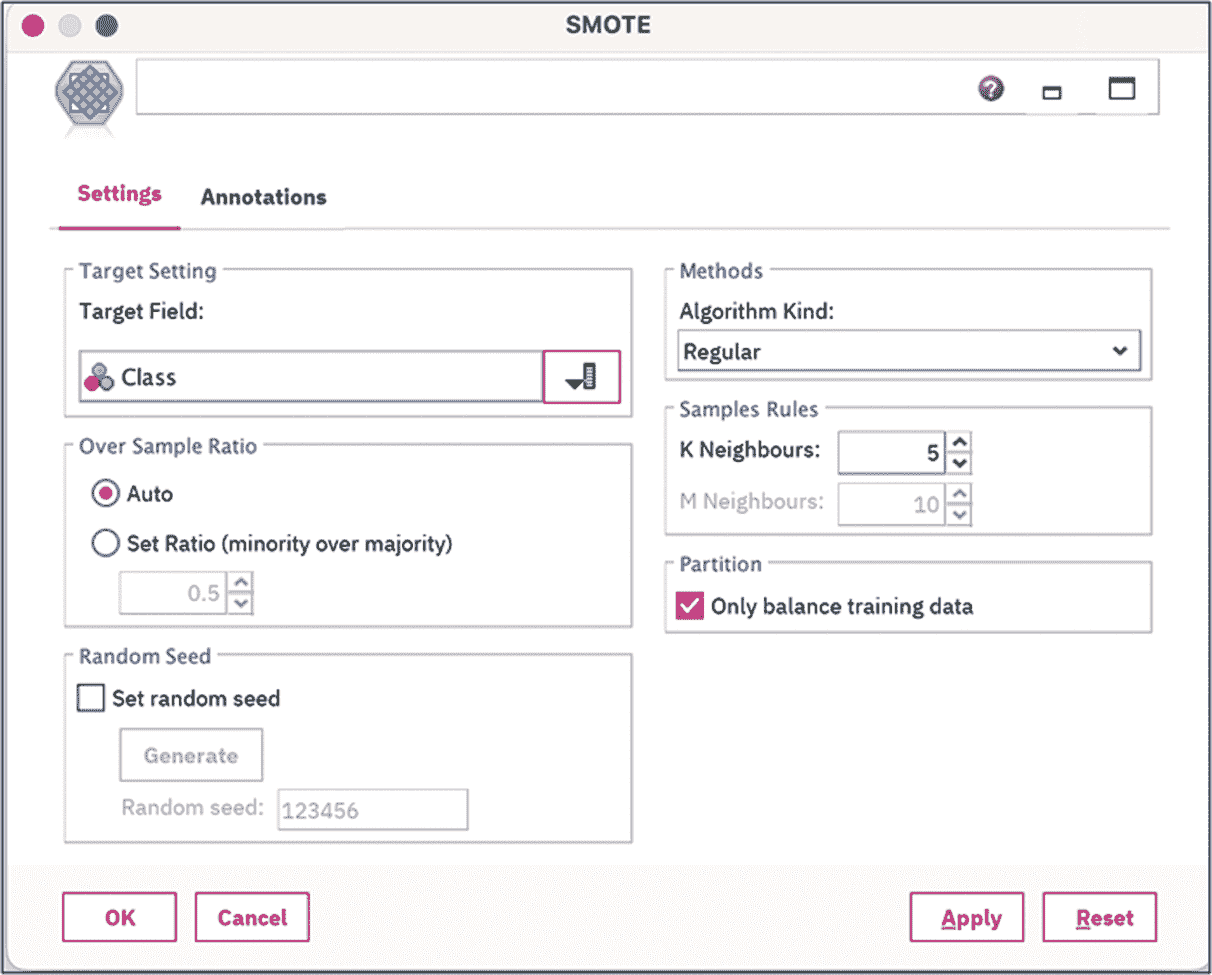 SMOTE
?
Settings
Annotations
Target Setting
Target Field:
Class
Over Sample Ratio
Auto
Set Ratio (minority over majority)
0.5
Random Seed
Set random seed
Generate
Random seed: 123456
Methods
Algorithm Kind:
Regular
Samples Rules
K Neighbours: 5
M Neighbours: 10
Partition
Only balance training data
OK
Cancel
Apply
Reset